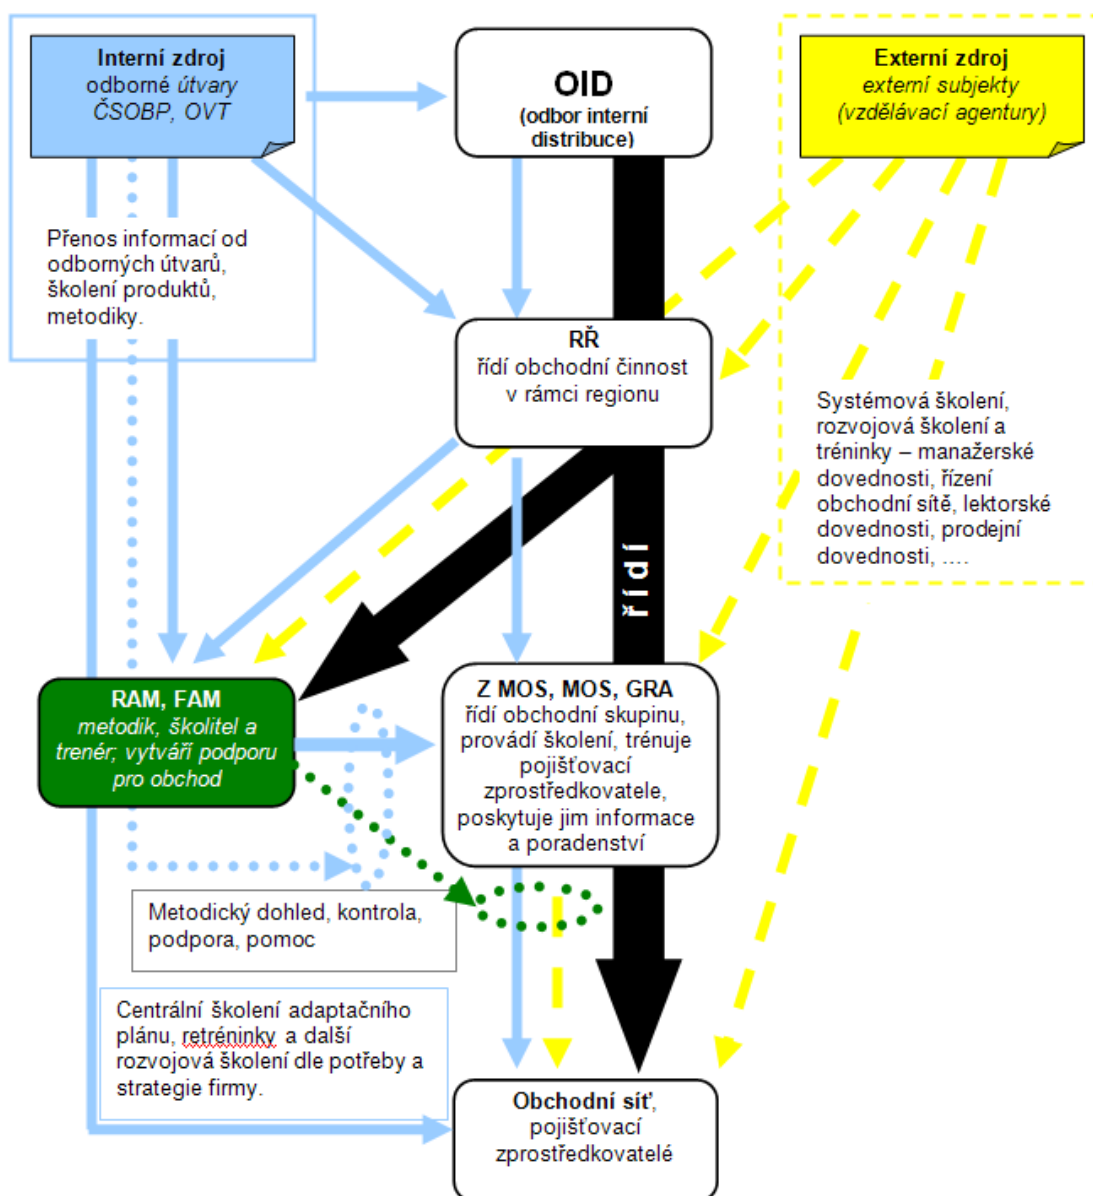 Interní zdroj
odborné útvary
ČSOBP, OVT
OID
(odbor interní
distribuce)
Externí zdroj
externí subjekty
(vzdělávací agentury)
Přenos informací od
odborných útvarů,
školení produktů,
metodiky.
RŘ
řídí obchodní činnost
v rámci regionu
Systémová školení,
rozvojová školení a
tréninky – manažerské
dovednosti, řízení
obchodní sítě, lektorské
dovednosti, prodejní
dovednosti, ....
řídí
RAM, FAM
metodik, školitel a
trenér; vytváří podporu
pro obchod
Z MOS, MOS, GRA
řídí obchodní skupinu,
provádí školení, trénuje
pojišťovací
zprostředkovatele,
poskytuje jim informace
a poradenství
Metodický dohled, kontrola,
podpora, pomoc
Centrální školení adaptačního
plánu, retréninky a další
rozvojová školení dle potřeby a
strategie firmy.
Obchodní síť,
pojišťovací
zprostředkovatelé